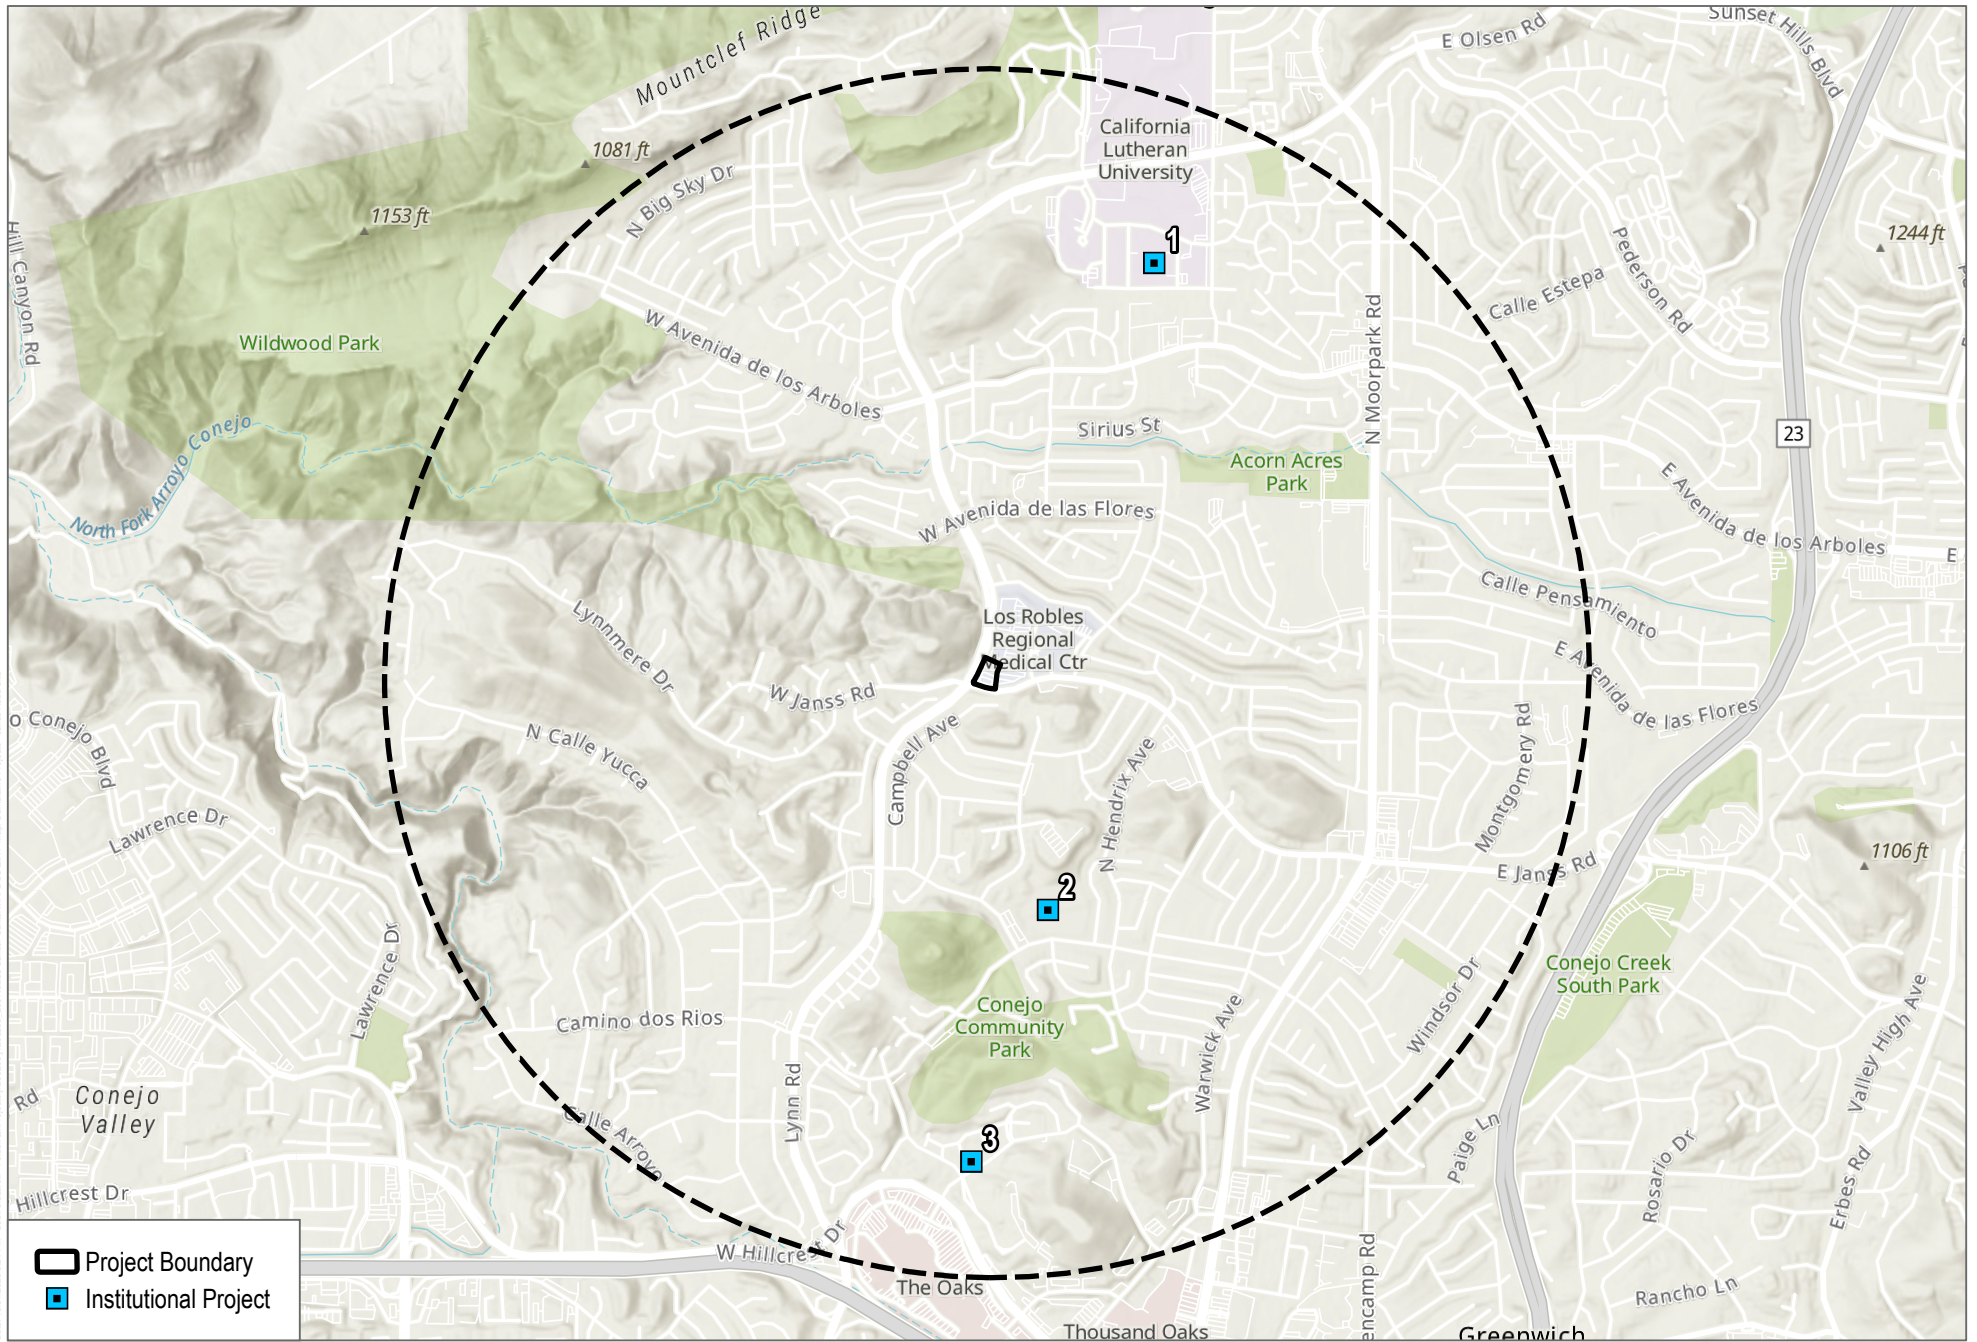 Mountclef Ridge
E Olsen Rd
Sunset Hills Blvd
California
Lutheran
University
1081 ft
N Big Sky Dr
1153 ft
Hill Canyon Rd
1
1244 ft
Pederson Rd
Calle Estepa
Wildwood Park
W Avenida de los Arboles
N Moorpark Rd
North Fork Arroyo Conejo
Sirius St
23
Acorn Acres
Park
E Avenida de los Arboles
E
W Avenida de las Flores
Calle Pensamiento
Lynnmere Dr
Los Robles
Regional
Medical Ctr
E Avenida de las Flores
W Janss Rd
o Conejo Blvd
N Calle Yucca
Campbell Ave
N Hendrix Ave
Montgomery Rd
Lawrence Dr
1106 ft
E Janss Rd
2
Lawrence Dr
Conejo Creek
South Park
Windsor Dr
Conejo
Community
Park
Camino dos Rios
Warwick Ave
Valley High Ave
Lynn Rd
Rd
Conejo
Valley
Calle Arroyo
3
Paige Ln
Rosario Dr
Erbes Rd
Hillcrest Dr
W Hillcrest Dr
encamp Rd
The Oaks
Rancho Ln
Thousand Oaks
Greenwich
Project Boundary
Institutional Project